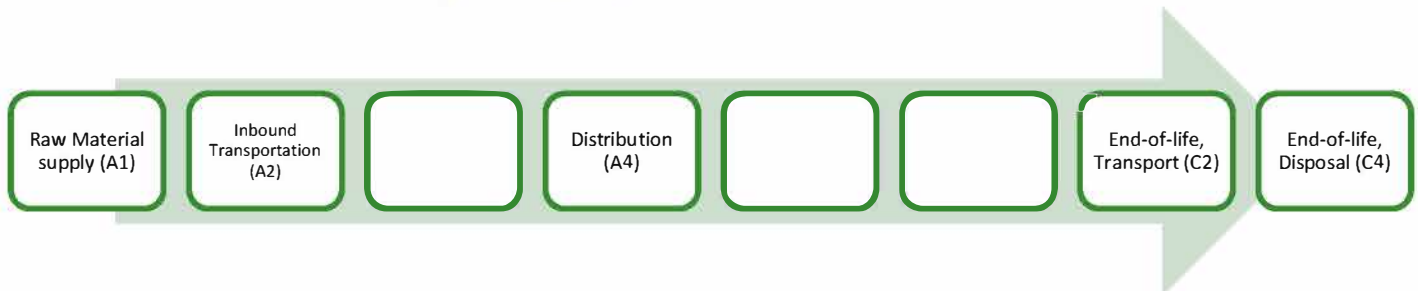 Raw Material
supply (A1)
Inbound
Transportation
(A2)
Distribution
(A4)
End-of-life,
Transport (C2)
End-of-life,
Disposal (C4)